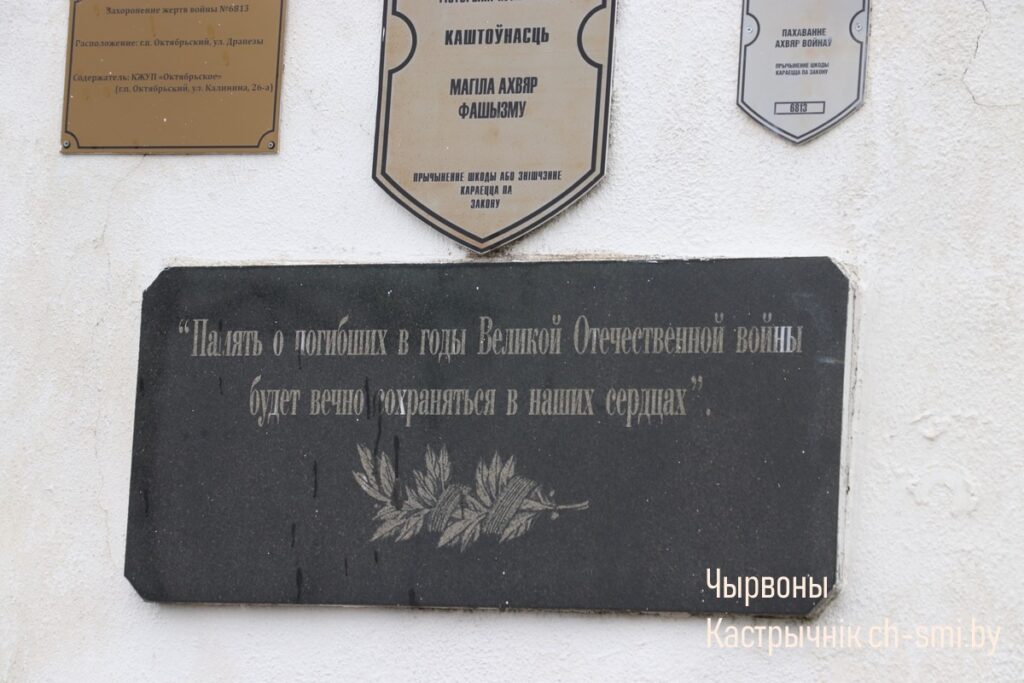 Захоронение жертв войны №6813
Расположение: г.п. Октябрьский, ул. Драпезы
Содержатель: КЖУП «Октябрьское»
(г.п. Октябрьский, ул. Калинина, 26-а)
КАШТОЎНАСЦЬ
МАГІЛА АХВЯР
ФАШЫЗМУ
ПРЫЧЫНЕННЕ ШКОДЫ АБО ЗНІШЧЭННЕ
КАРАЕЦЦА ПА
ЗАКОНУ
ПАХАВАННЕ
АХВЯР ВОЙНАЎ
ПРЫЧЫНЕННЕ ШКОДЫ
КАРАЕЦЦА ПА ЗАКОНУ
6813
“Память о погибших в годы Великой Отечественной войны
будет вечно сохраняться в наших сердцах”.
Чырвоны
Кастрычнік ch-smi.by